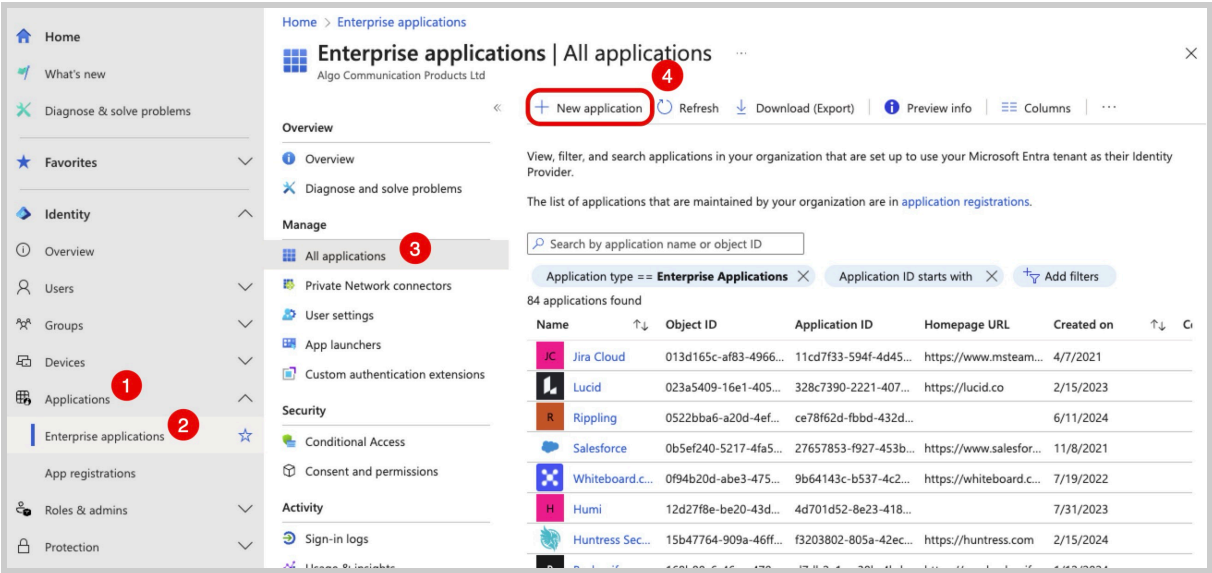 Home
What's new
Diagnose & solve problems
Favorites
Identity
Overview
Users
Groups
Devices
Applications 1
Enterprise applications 2
App registrations
Roles & admins
Protection
Home > Enterprise applications
Enterprise applications | All applications ...
Algo Communication Products Ltd
«
Overview
Overview
Diagnose and solve problems
Manage
All applications 3
Private Network connectors
User settings
App launchers
Custom authentication extensions
Security
Conditional Access
Consent and permissions
Activity
Sign-in logs
Usage & insights
4
+ New application Refresh Download (Export) | Preview info | Columns | ...
View, filter, and search applications in your organization that are set up to use your Microsoft Entra tenant as their Identity
Provider.
The list of applications that are maintained by your organization are in application registrations.
Search by application name or object ID
Application type == Enterprise Applications Application ID starts with Add filters
84 applications found
Name Object ID Application ID Homepage URL Created on
JC Jira Cloud 013d165c-af83-4966... 11cd7f33-594f-4d45... https://www.msteam... 4/7/2021
Lucid 023a5409-16e1-405... 328c7390-2221-407... https://lucid.co 2/15/2023
R Rippling 0522bba6-a20d-4ef... ce78f62d-fbbd-432d... 6/11/2024
Salesforce 0b5ef240-5217-4fa5... 27657853-f927-453b... https://www.salesfor... 11/8/2021
Whiteboard.c... 0f94b20d-abe3-475... 9b64143c-b537-4c2... https://whiteboard.c... 7/19/2022
H Humi 12d27f8e-be20-43d... 4d701d52-8e23-418... 7/31/2023
Huntress Sec... 15b47764-909a-46ff... f3203802-805a-42ec... https://huntress.com 2/15/2024